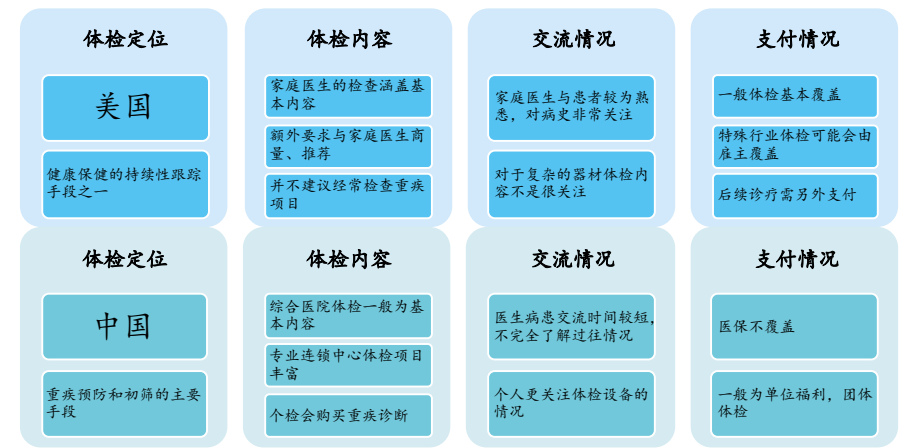 体检定位
美国
健康保健的持续性跟踪
手段之一
体检内容
家庭医生的检查涵盖基
本内容
额外要求与家庭医生商
量、推荐
并不建议经常检查重疾
项目
交流情况
家庭医生与患者较为熟
悉，对病史非常关注
对于复杂的器材体检内
容不是很关注
支付情况
一般体检基本覆盖
特殊行业体检可能会由
雇主覆盖
后续诊疗需另外支付
体检定位
中国
重疾预防和初筛的主要
手段
体检内容
综合医院体检一般为基
本内容
专业连锁中心体检项目
丰富
个检会购买重疾诊断
交流情况
医生病患交流时间较短，
不完全了解过往情况
个人更关注体检设备的
情况
支付情况
医保不覆盖
一般为单位福利，团体
体检